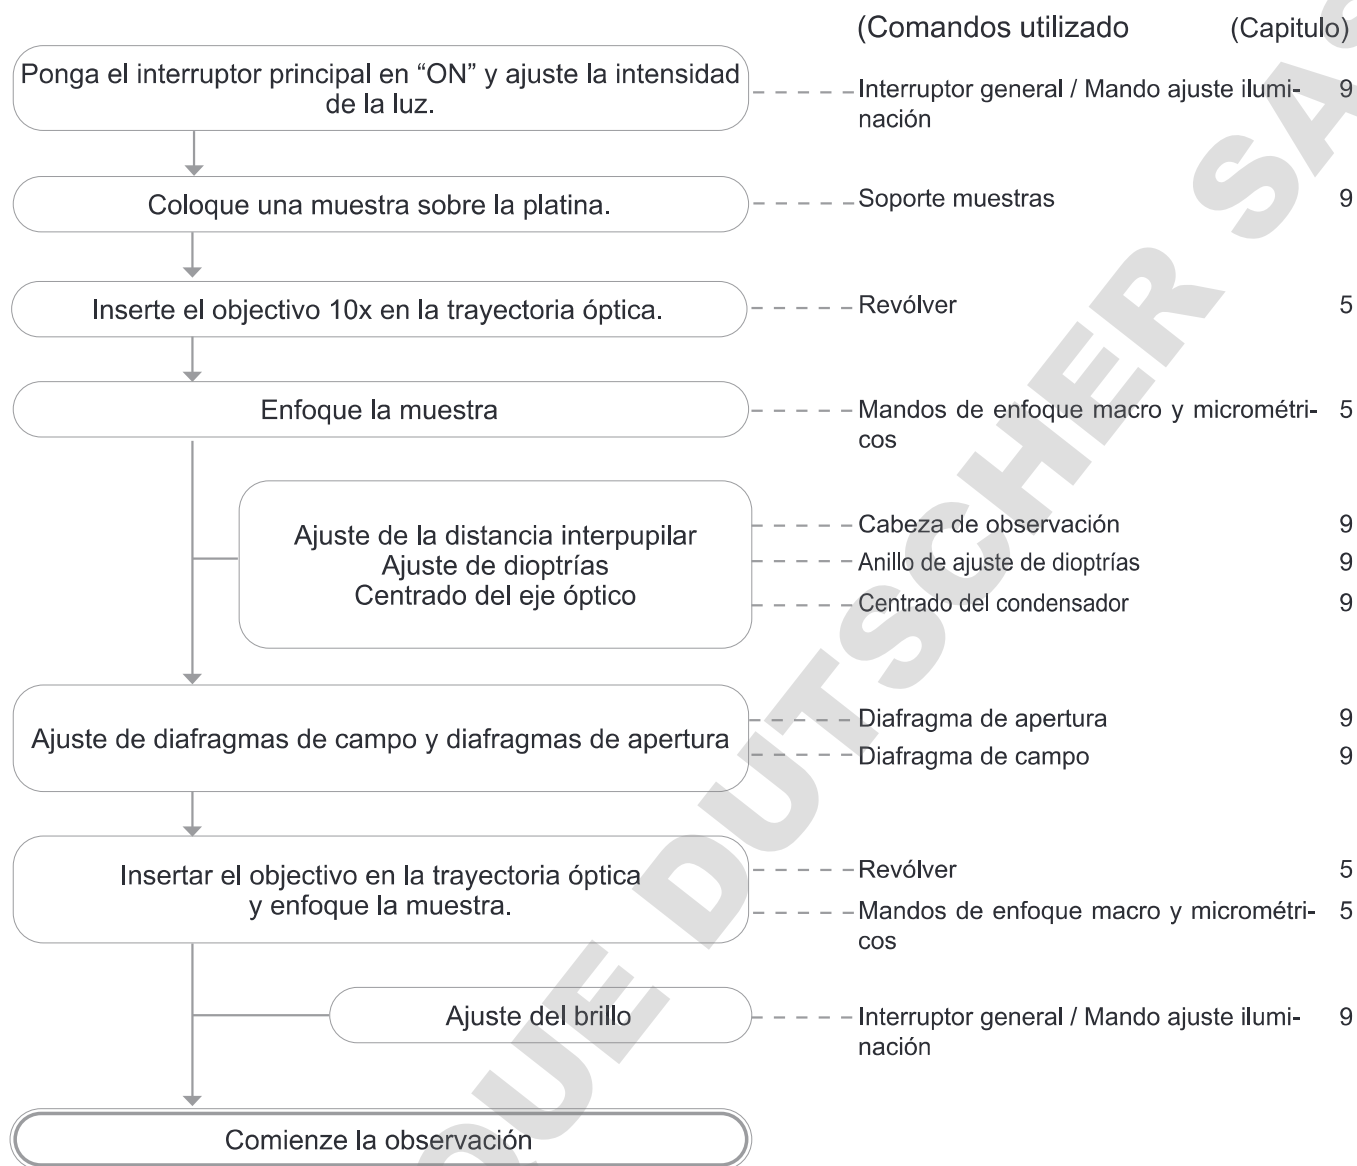 (Comandos utilizado (Capitulo)
Ponga el interruptor principal en “ON” y ajuste la intensidad
de la luz.
Interruptor general / Mando ajuste ilumi- 9
nación
Coloque una muestra sobre la platina.
Soporte muestras 9
Inserte el objectivo 10x en la trayectoria óptica.
Revólver 5
Enfoque la muestra
Mandos de enfoque macro y micrométri- 5
cos
Ajuste de la distancia interpupilar
Ajuste de dioptrías
Centrado del eje óptico
Cabeza de observación 9
Anillo de ajuste de dioptrías 9
Centrado del condensador 9
Ajuste de diafragmas de campo y diafragmas de apertura
Diafragma de apertura 9
Diafragma de campo 9
Insertar el objectivo en la trayectoria óptica
y enfoque la muestra.
Revólver 5
Mandos de enfoque macro y micrométri- 5
cos
Ajuste del brillo
Interruptor general / Mando ajuste ilumi- 9
nación
Comienze la observación
QUE DUTSCHER SAS